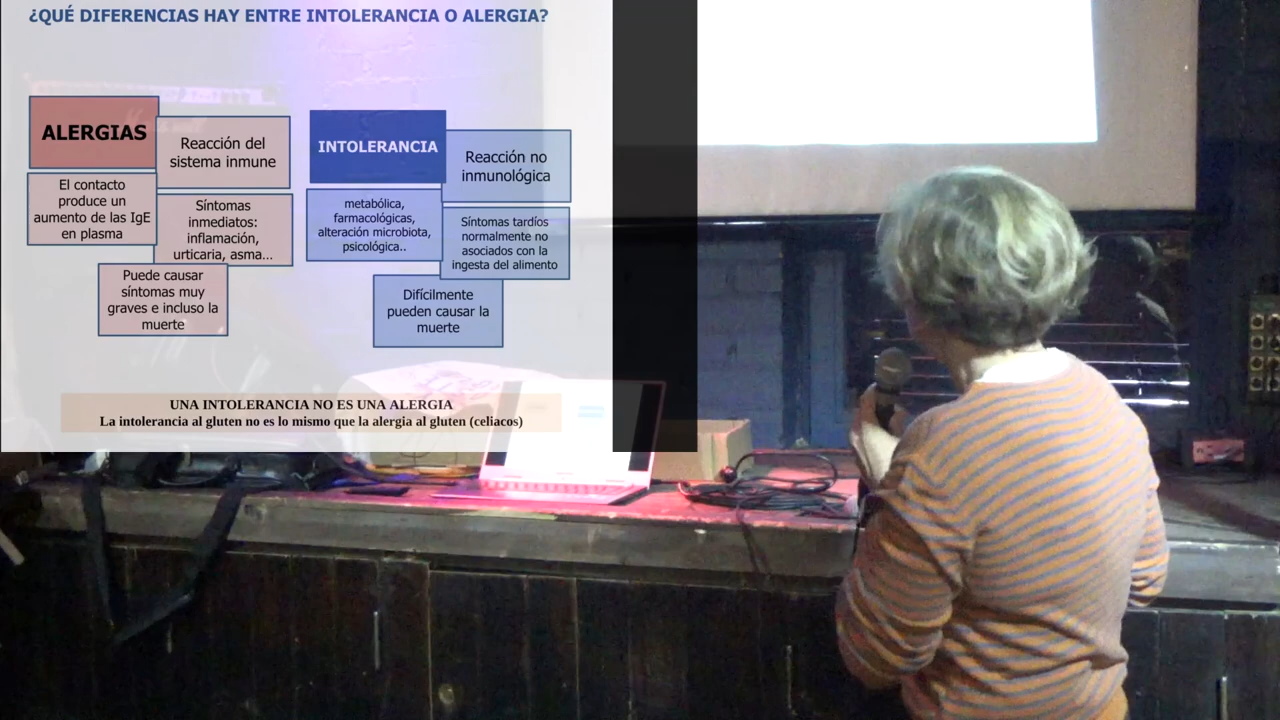 ¿QUÉ DIFERENCIAS HAY ENTRE INTOLERANCIA O ALERGIA?
ALERGIAS
Reacción del
sistema inmune
El contacto
produce un
aumento de las IgE
en plasma
Síntomas
inmediatos:
inflamación,
urticaria, asma...
Puede causar
síntomas muy
graves e incluso la
muerte
INTOLERANCIA
Reacción no
inmunológica
metabólica,
farmacológicas,
alteración microbiota,
psicológica..
Síntomas tardíos
normalmente no
asociados con la
ingesta del alimento
Difícilmente
pueden causar la
muerte
UNA INTOLERANCIA NO ES UNA ALERGIA
La intolerancia al gluten no es lo mismo que la alergia al gluten (celiacos)